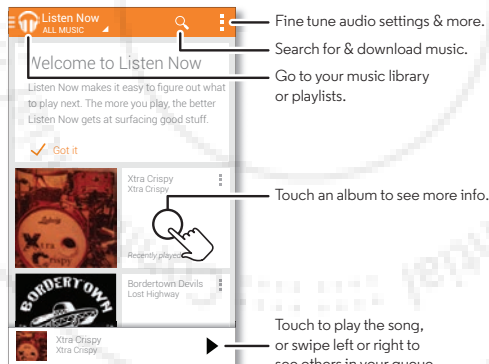 Listen Now
ALL MUSIC
Fine tune audio settings & more.
Search for & download music.
Go to your music library
or playlists.
Welcome to Listen Now
Listen Now makes it easy to figure out what
to play next. The more you play, the better
Listen Now gets at surfacing good stuff.
Got it
Xtra Crispy
Xtra Crispy
Ludwig
Xtra
Crispy
Recently played
Touch an album to see more info.
Bordertown Devils
Lost Highway
BORDERTOWN
Xtra Crispy
Xtra Crispy
Touch to play the song,
or swipe left or right to
see others in your queue.